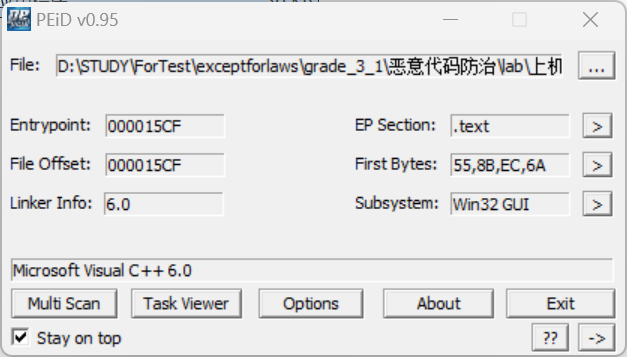 PEiD v0.95
File: D:\STUDY\ForTest\exceptforlaws\grade_3_1\恶意代码防治\lab\上机 ...
Entrypoint: 000015CF EP Section: .text >
File Offset: 000015CF First Bytes: 55,8B,EC,6A >
Linker Info: 6.0 Subsystem: Win32 GUI >
Microsoft Visual C++ 6.0
Multi Scan Task Viewer Options About Exit
Stay on top ?? ->